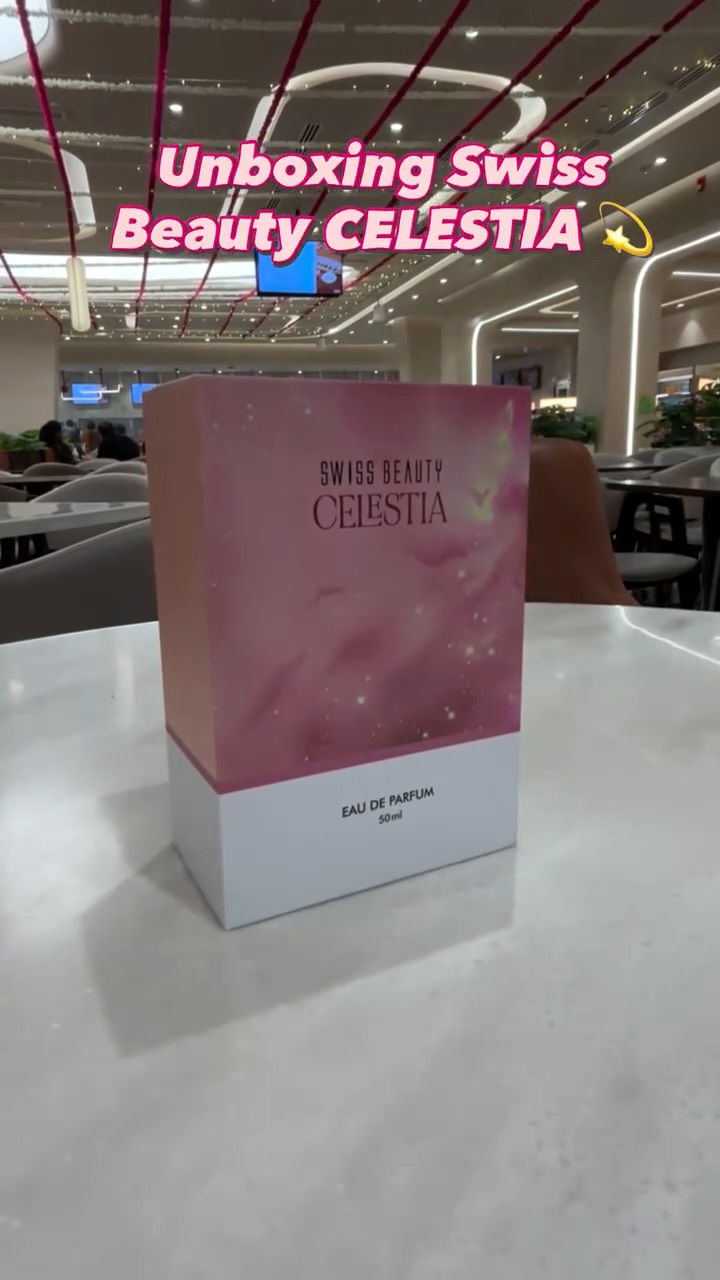 Unboxing Swiss
Beauty CELESTIA 💫
SWISS BEAUTY
CELESTIA
EAU DE PARFUM
50ml